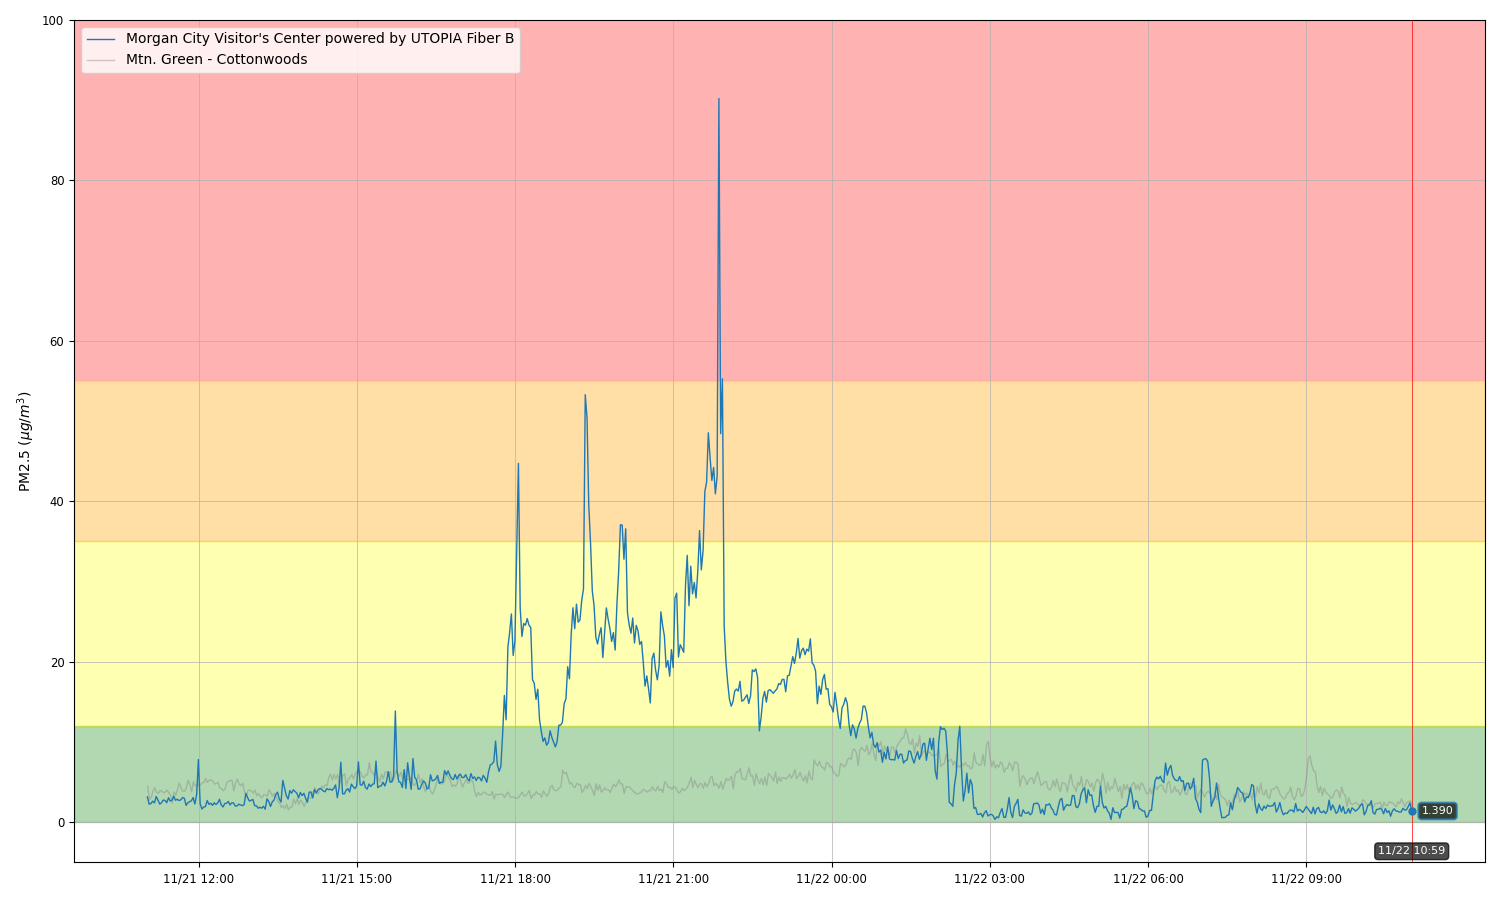 100
Morgan City Visitor's Center powered by UTOPIA Fiber B
Mtn. Green - Cottonwoods
80
60
PM2.5 (μg/m³)
40
20
0
1.390
11/22 10:59
11/21 12:00 11/21 15:00 11/21 18:00 11/21 21:00 11/22 00:00 11/22 03:00 11/22 06:00 11/22 09:00